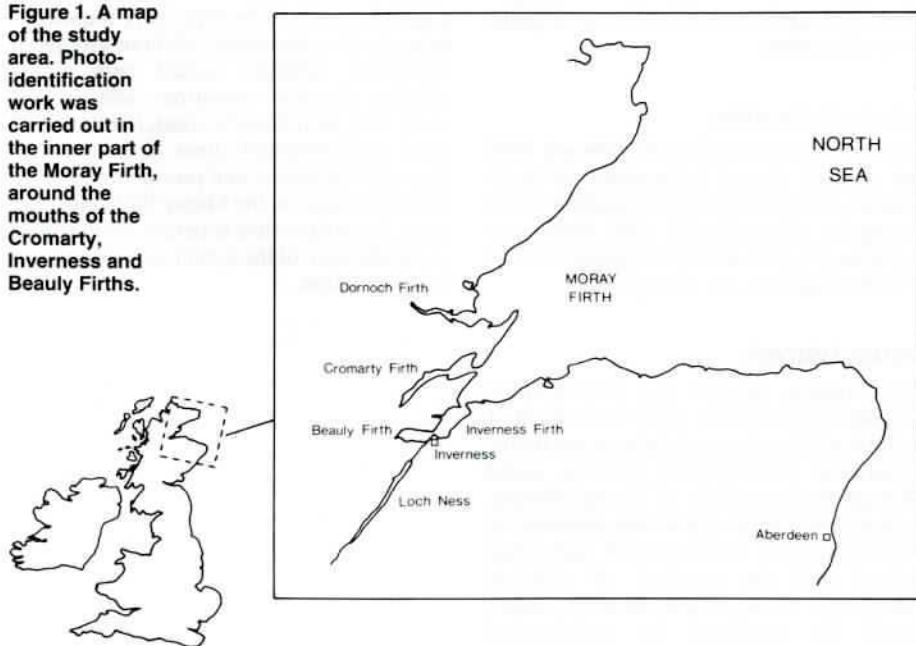 Figure 1. A map
of the study
area. Photo-
identification
work was
carried out in
the inner part of
the Moray Firth,
around the
mouths of the
Cromarty,
Inverness and
Beauly Firths.
NORTH
SEA
MORAY
FIRTH
Dornoch Firth
Cromarty Firth
Beauly Firth
Inverness Firth
Inverness
Loch Ness
Aberdeen